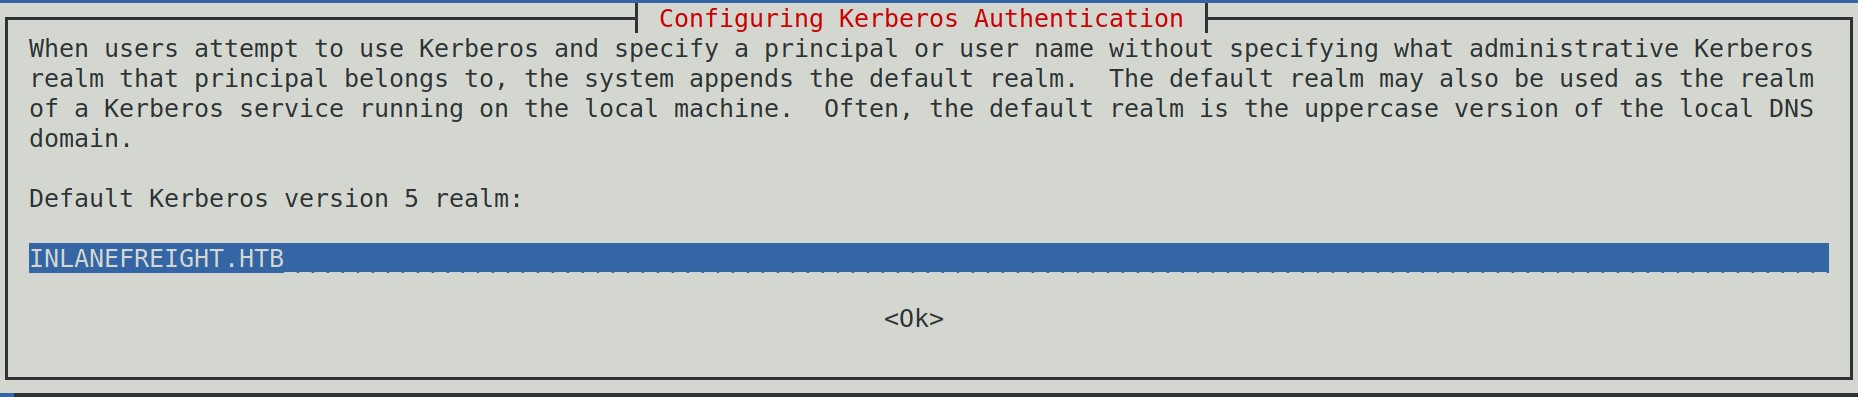 Configuring Kerberos Authentication
When users attempt to use Kerberos and specify a principal or user name without specifying what administrative Kerberos
realm that principal belongs to, the system appends the default realm.  The default realm may also be used as the realm
of a Kerberos service running on the local machine.  Often, the default realm is the uppercase version of the local DNS
domain.
Default Kerberos version 5 realm:
INLANEFREIGHT.HTB
<Ok>